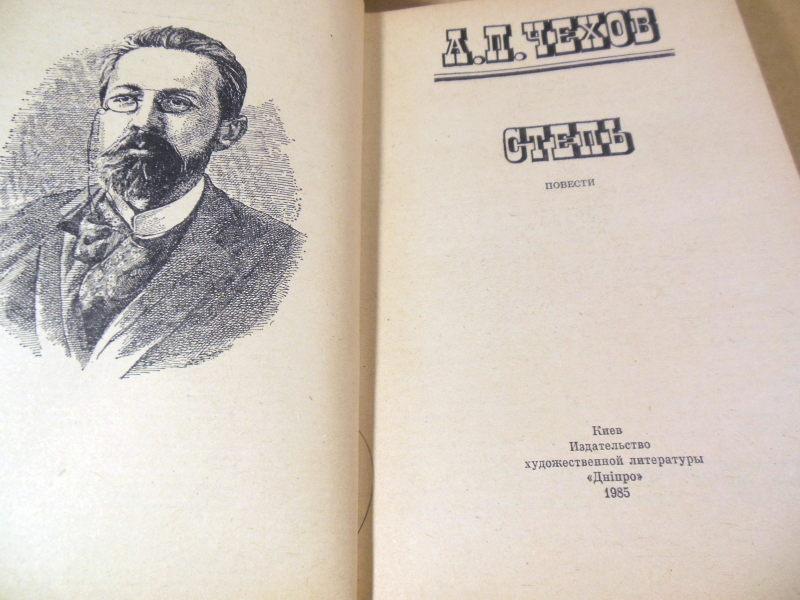 А.П.ЧЕХОВ
СТЕПЬ
ПОВЕСТИ
Киев
Издательство
художественной литературы
«Дніпро»
1985